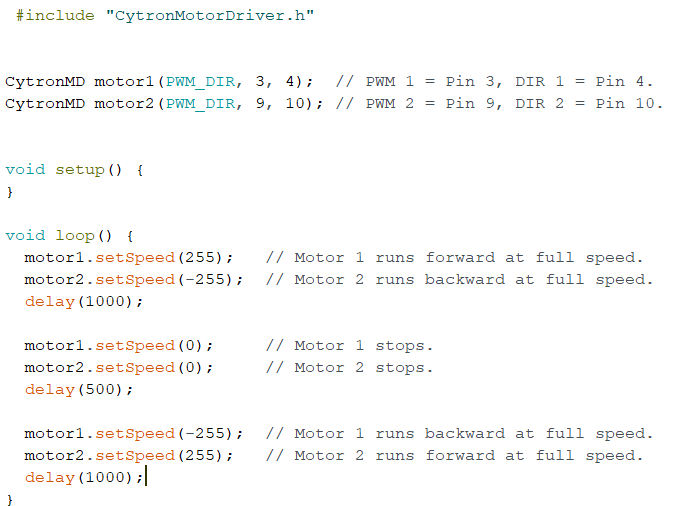 #include "CytronMotorDriver.h"
CytronMD motor1(PWM_DIR, 3, 4);  // PWM 1 = Pin 3, DIR 1 = Pin 4.
CytronMD motor2(PWM_DIR, 9, 10); // PWM 2 = Pin 9, DIR 2 = Pin 10.
void setup() {
}
void loop() {
  motor1.setSpeed(255);   // Motor 1 runs forward at full speed.
  motor2.setSpeed(-255);  // Motor 2 runs backward at full speed.
  delay(1000);
  motor1.setSpeed(0);     // Motor 1 stops.
  motor2.setSpeed(0);     // Motor 2 stops.
  delay(500);
  motor1.setSpeed(-255);  // Motor 1 runs backward at full speed.
  motor2.setSpeed(255);   // Motor 2 runs forward at full speed.
  delay(1000);
}